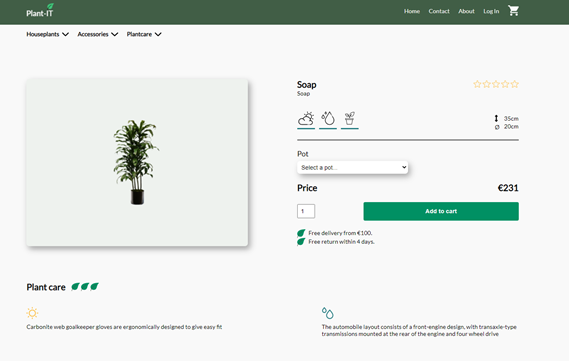 Plant-IT
Home Contact About Log In
Houseplants Accessories Plantcare
Soap
Soap
35cm
20cm
Pot
Select a pot ..
Price €231
1 Add to cart
Free delivery from €100.
Free return within 4 days.
Plant care
Carbonite web goalkeeper gloves are ergonomically designed to give easy fit
The automobile layout consists of a front-engine design, with transaxle-type
transmissions mounted at the rear of the engine and four wheel drive